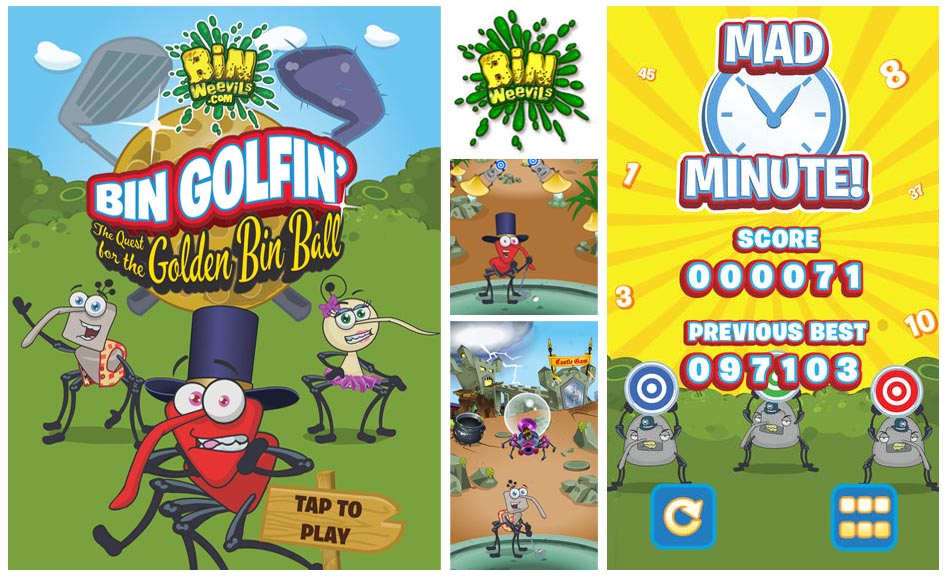 BiN
WEEViLS
.COM
BIN GOLFIN'
The Quest
for the Golden Bin Ball
TAP TO
PLAY
BiN
WEEViLS
Castle Gam
MAD
MINUTE!
45
8
1
37
SCORE
000071
3
PREVIOUS BEST
10
097103